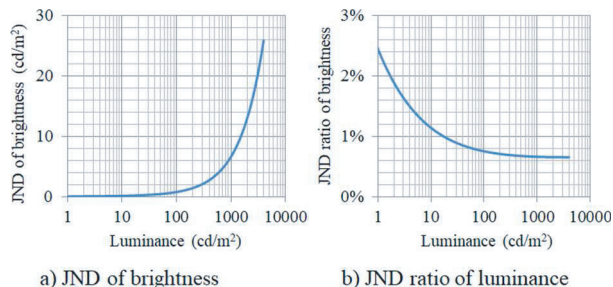 30
20
10
0
JND of brightness (cd/m²)
1 10 100 1000 10000
Luminance (cd/m²)
a) JND of brightness
3%
2%
1%
0%
JND ratio of brightness
1 10 100 1000 10000
Luminance (cd/m²)
b) JND ratio of luminance